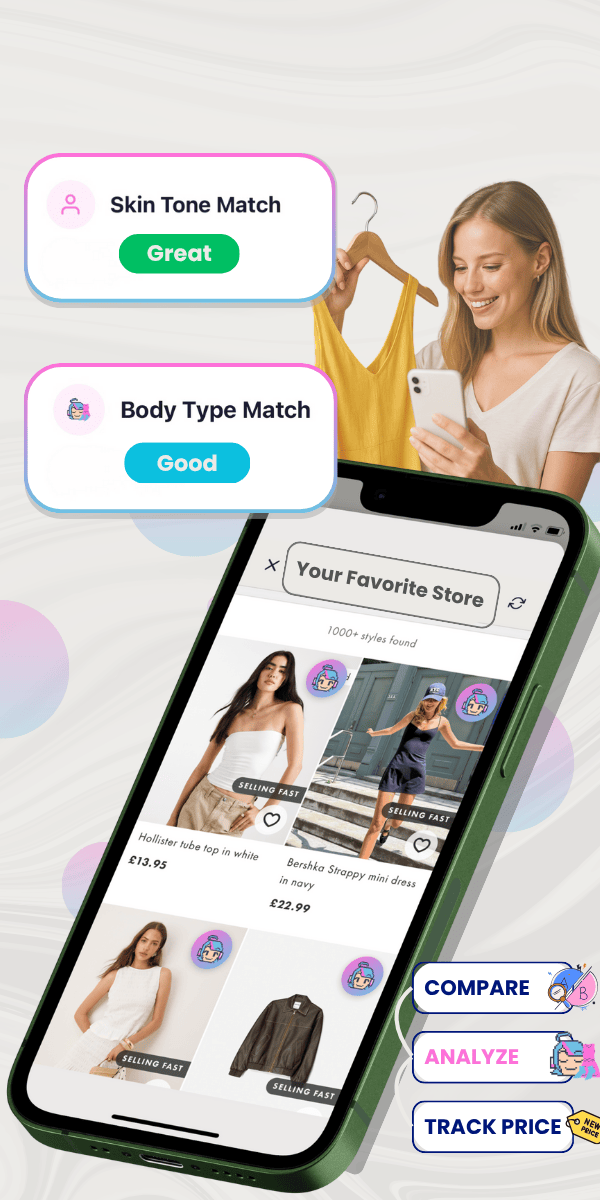 Skin Tone Match
Great
Body Type Match
Good
Your Favorite Store
1000+ styles found
SELLING FAST
SELLING FAST
Hollister tube top in white
£13.95
Bershka Strappy mini dress
in navy
£22.99
SELLING FAST
SELLING FAST
COMPARE
A
B
ANALYZE
TRACK PRICE
NEW
PRICE